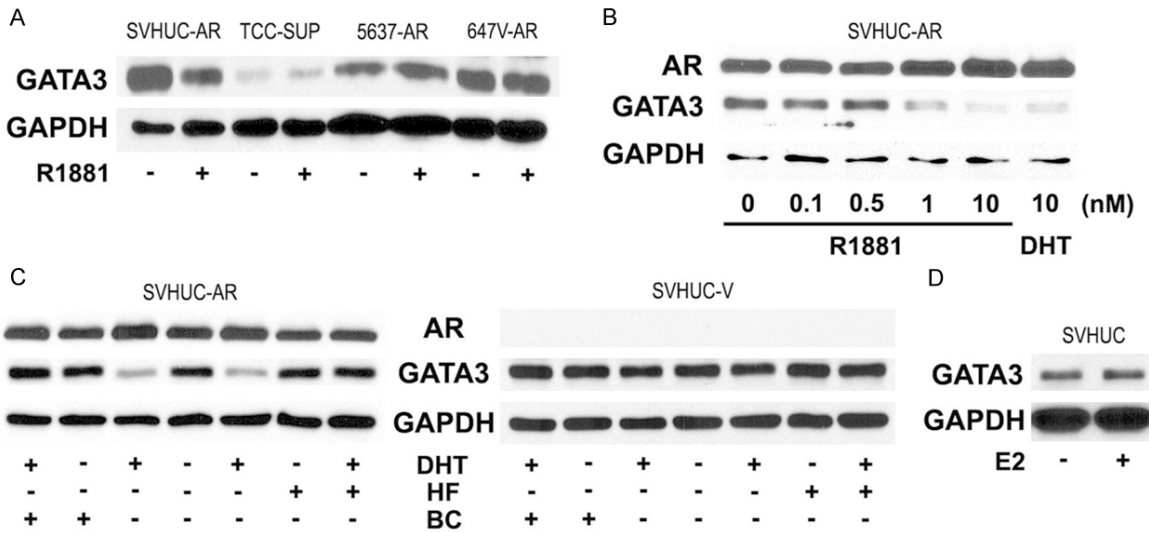 A
SVHUC-AR TCC-SUP 5637-AR 647V-AR
GATA3
GAPDH
R1881 - + - + - + - +
B
SVHUC-AR
AR
GATA3
GAPDH
0 0.1 0.5 1 10 10 (nM)
R1881 DHT
C
SVHUC-AR SVHUC-V
AR
GATA3
GAPDH
+ - + - + - + DHT + - + - + - +
- - - - - + + HF - - - - - + +
+ + - - - - - BC + + - - - - -
D
SVHUC
GATA3
GAPDH
E2 - +